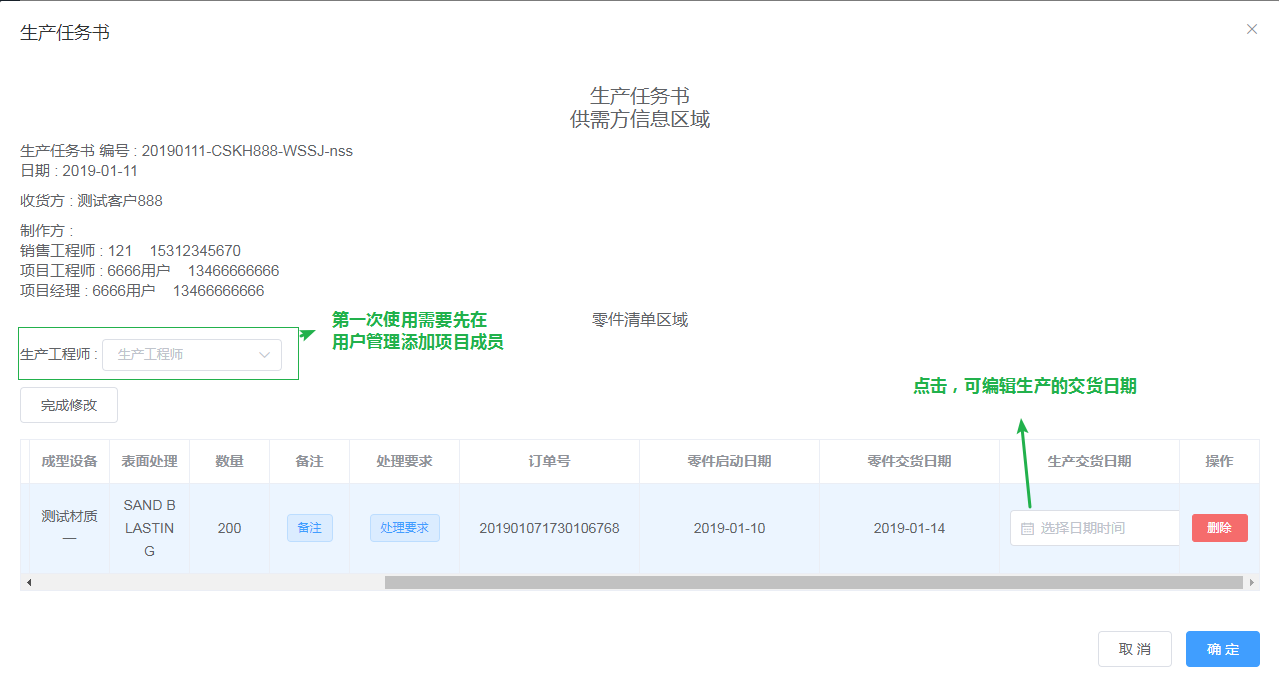 生产任务书
生产任务书
供需方信息区域
生产任务书 编号 : 20190111-CSKH888-WSSJ-nss
日期 : 2019-01-11
收货方 : 测试客户888
制作方 :
销售工程师 : 121 15312345670
项目工程师 : 6666用户 13466666666
项目经理 : 6666用户 13466666666
零件清单区域
第一次使用需要先在
用户管理添加项目成员
生产工程师 : 生产工程师
点击，可编辑生产的交货日期
完成修改
成型设备 表面处理 数量 备注 处理要求 订单号 零件启动日期 零件交货日期 生产交货日期 操作
测试材质
一
SAND B
LASTIN
G
200 备注 处理要求 201901071730106768 2019-01-10 2019-01-14 选择日期时间 删除
取 消 确 定